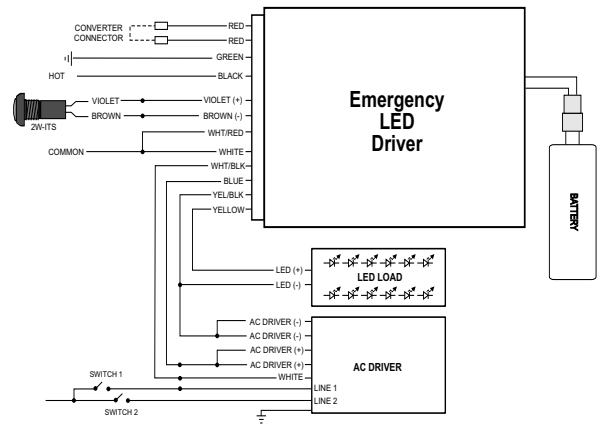 CONVERTER
CONNECTOR
RED
RED
GREEN
HOT
BLACK
VIOLET
VIOLET (+)
BROWN
BROWN (-)
2W-ITS
WHT/RED
COMMON
WHITE
WHT/BLK
BLUE
YEL/BLK
YELLOW
Emergency
LED
Driver
BATTERY
LED (+)
LED (-)
LED LOAD
AC DRIVER (-)
AC DRIVER (-)
AC DRIVER (+)
AC DRIVER (+)
WHITE
AC DRIVER
SWITCH 1
LINE 1
SWITCH 2
LINE 2